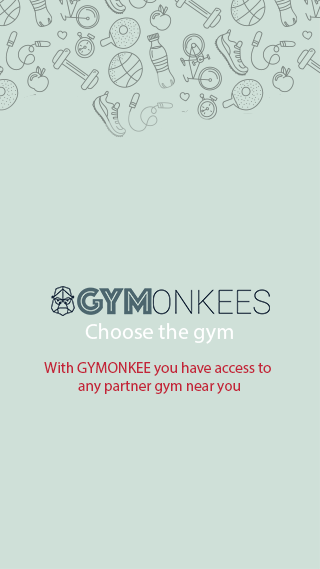 GYMONKEES
Choose the gym
With GYMONKEE you have access to
any partner gym near you